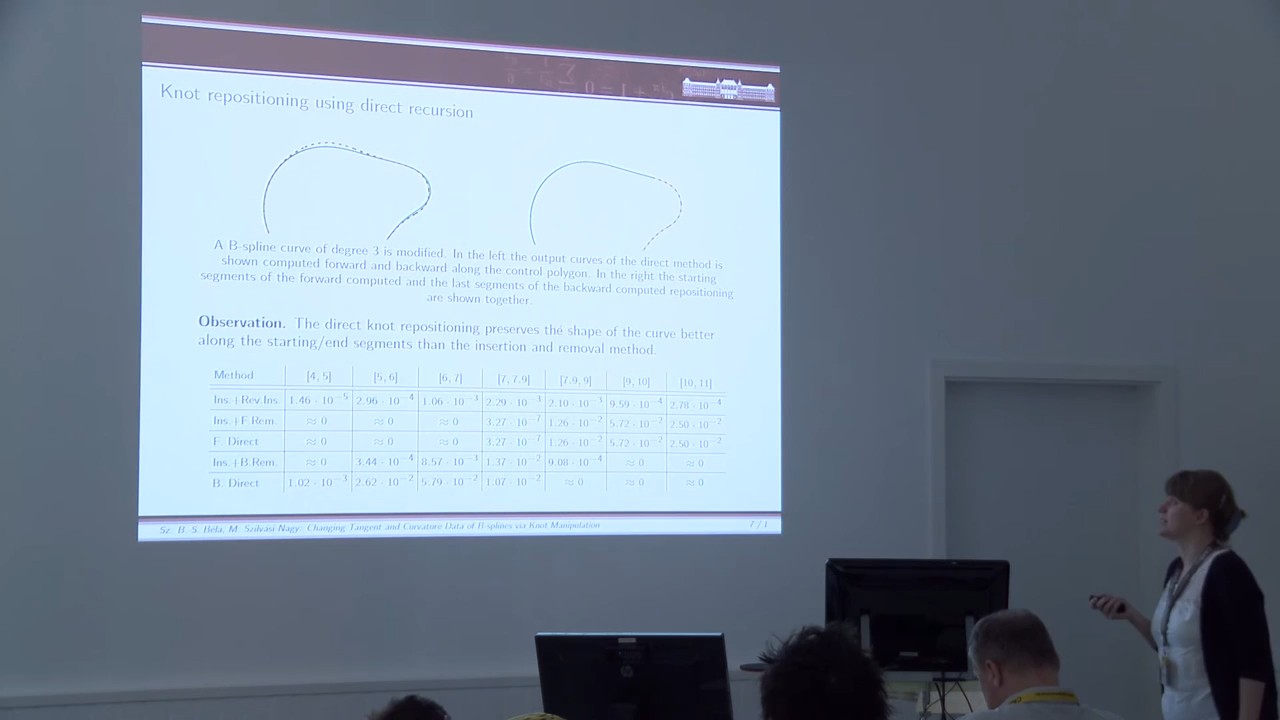 Knot repositioning using direct recursion
A B-spline curve of degree 3 is modified. In the left the output curves of the direct method is
shown computed forward and backward along the control polygon. In the right the starting
segments of the forward computed and the last segments of the backward computed repositioning
are shown together.
Observation. The direct knot repositioning preserves the shape of the curve better
along the starting/end segments than the insertion and removal method.
Method [4, 5] [5, 6] [6, 7] [7, 7.9] [7.9, 9] [9, 10] [10, 11]
Ins.+Rev.Ins. 1.46 · 10⁻⁵ 2.96 · 10⁻⁴ 1.06 · 10⁻³ 2.29 · 10⁻³ 2.10 · 10⁻³ 9.59 · 10⁻⁴ 2.78 · 10⁻⁴
Ins.+F.Rem. ≈ 0 ≈ 0 ≈ 0 3.27 · 10⁻⁷ 1.26 · 10⁻² 5.72 · 10⁻² 2.50 · 10⁻²
F. Direct ≈ 0 ≈ 0 ≈ 0 3.27 · 10⁻⁷ 1.26 · 10⁻² 5.72 · 10⁻² 2.50 · 10⁻²
Ins.+B.Rem. ≈ 0 3.44 · 10⁻⁴ 8.57 · 10⁻³ 1.37 · 10⁻² 9.08 · 10⁻⁴ ≈ 0 ≈ 0
B. Direct 1.02 · 10⁻³ 2.62 · 10⁻² 5.79 · 10⁻² 1.07 · 10⁻² ≈ 0 ≈ 0 ≈ 0
Sz. B. S. Béla, M. Szilvási-Nagy: Changing Tangent and Curvature Data of B-splines via Knot Manipulation 7 / 1